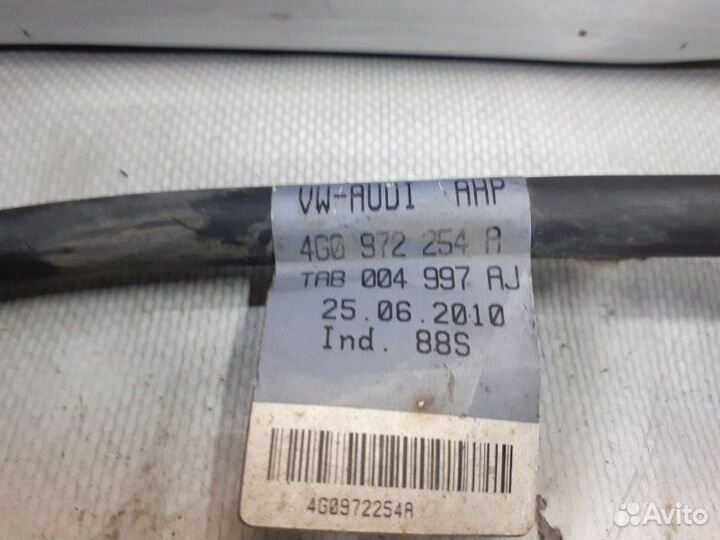 VW-AUDI AHP
4G0 972 254 A
TAB 004 997 AJ
25.06.2010
Ind. 88S
4G0972254A
Avito